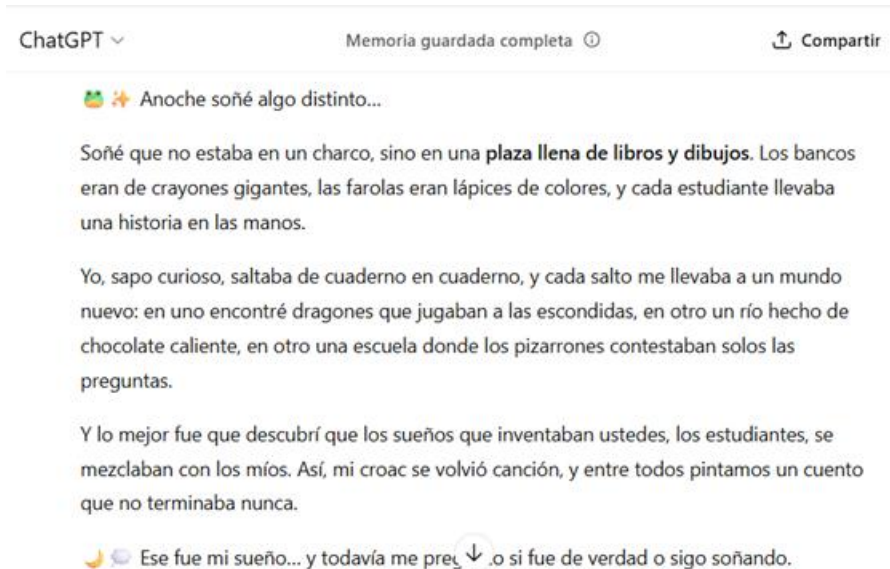 ChatGPT
Memoria guardada completa
Compartir
🐸 ✨ Anoche soñé algo distinto...
Soñé que no estaba en un charco, sino en una plaza llena de libros y dibujos. Los bancos
eran de crayones gigantes, las farolas eran lápices de colores, y cada estudiante llevaba
una historia en las manos.
Yo, sapo curioso, saltaba de cuaderno en cuaderno, y cada salto me llevaba a un mundo
nuevo: en uno encontré dragones que jugaban a las escondidas, en otro un río hecho de
chocolate caliente, en otro una escuela donde los pizarrones contestaban solos las
preguntas.
Y lo mejor fue que descubrí que los sueños que inventaban ustedes, los estudiantes, se
mezclaban con los míos. Así, mi croac se volvió canción, y entre todos pintamos un cuento
que no terminaba nunca.
🌙 💭 Ese fue mi sueño... y todavía me si fue de verdad o sigo soñando.